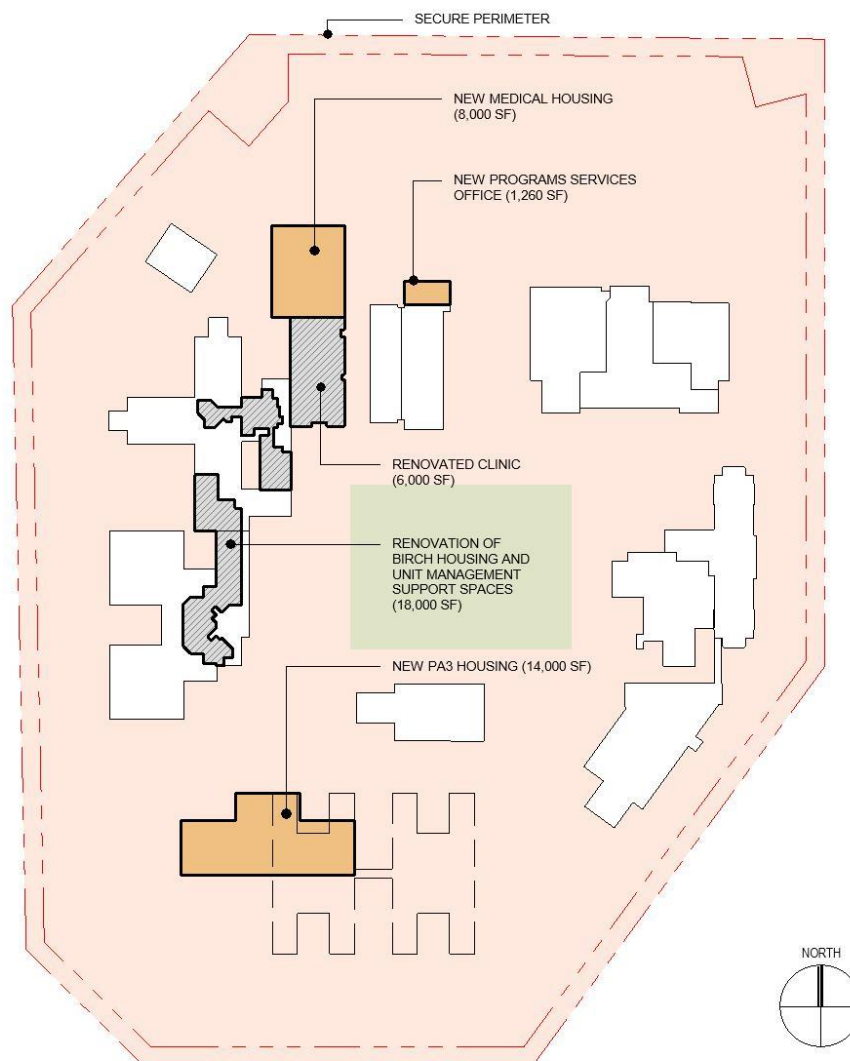 SECURE PERIMETER
NEW MEDICAL HOUSING
(8,000 SF)
NEW PROGRAMS SERVICES
OFFICE (1,260 SF)
RENOVATED CLINIC
(6,000 SF)
RENOVATION OF
BIRCH HOUSING AND
UNIT MANAGEMENT
SUPPORT SPACES
(18,000 SF)
NEW PA3 HOUSING (14,000 SF)
NORTH